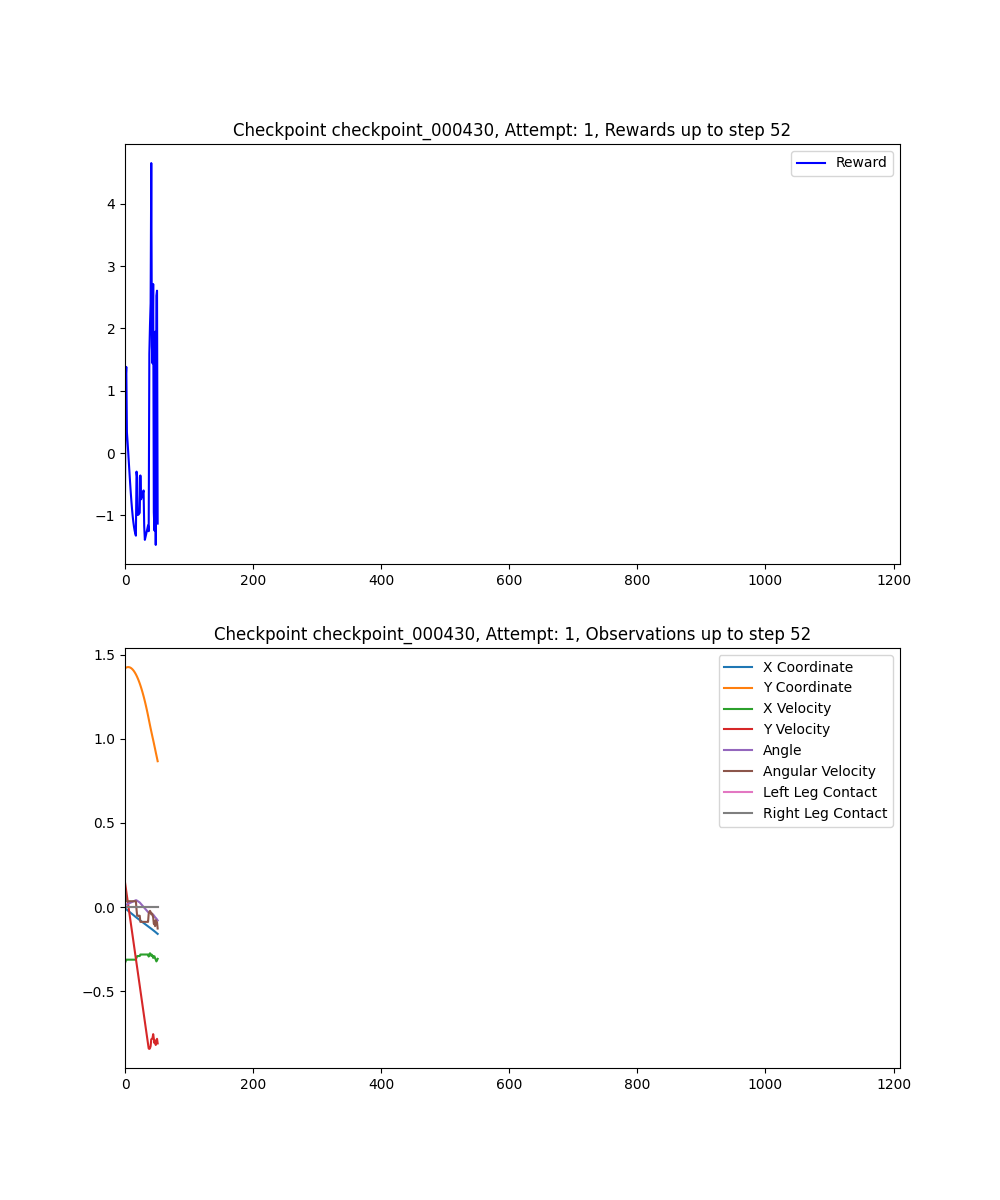 Checkpoint checkpoint_000430, Attempt: 1, Rewards up to step 52
Reward
4
3
2
1
0
−1
0 200 400 600 800 1000 1200
Checkpoint checkpoint_000430, Attempt: 1, Observations up to step 52
1.5
1.0
0.5
0.0
−0.5
X Coordinate
Y Coordinate
X Velocity
Y Velocity
Angle
Angular Velocity
Left Leg Contact
Right Leg Contact
0 200 400 600 800 1000 1200